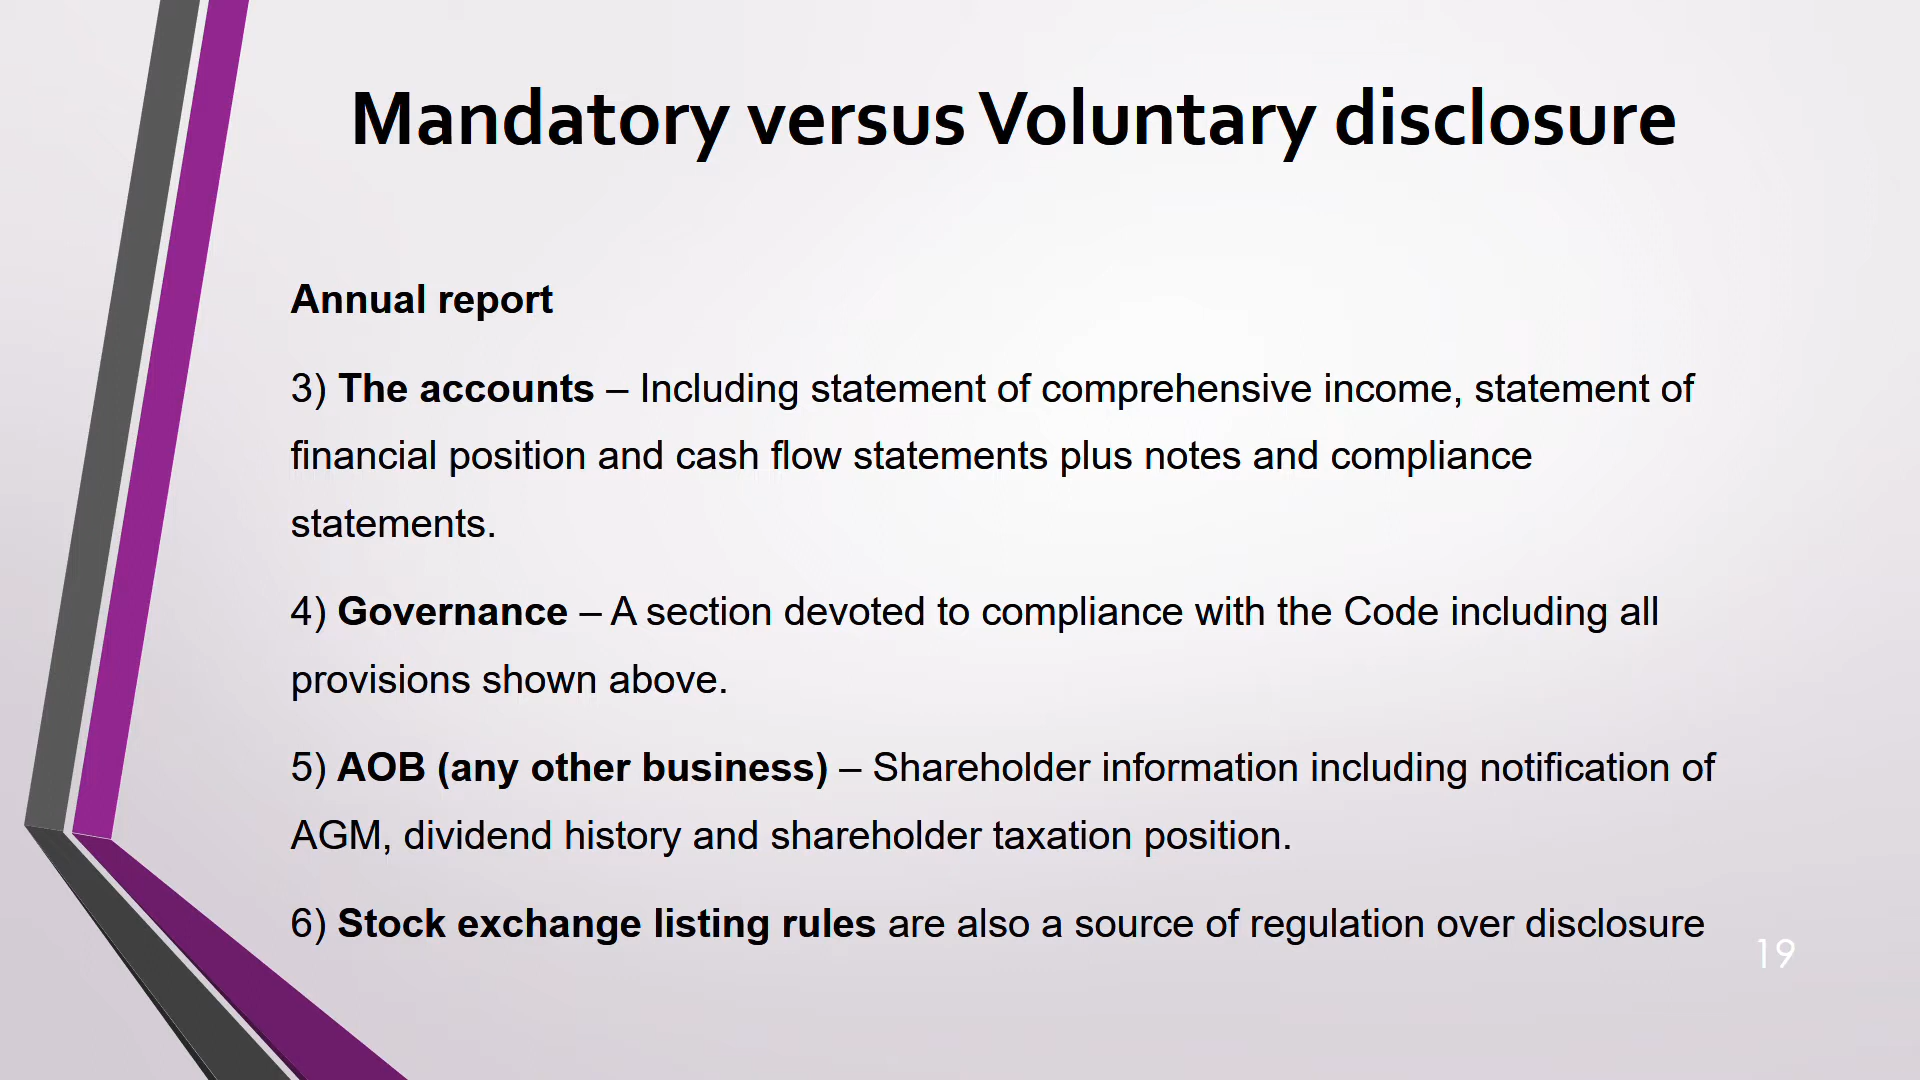 Mandatory versus Voluntary disclosure
Annual report
3) The accounts – Including statement of comprehensive income, statement of
financial position and cash flow statements plus notes and compliance
statements.
4) Governance – A section devoted to compliance with the Code including all
provisions shown above.
5) AOB (any other business) – Shareholder information including notification of
AGM, dividend history and shareholder taxation position.
6) Stock exchange listing rules are also a source of regulation over disclosure
19